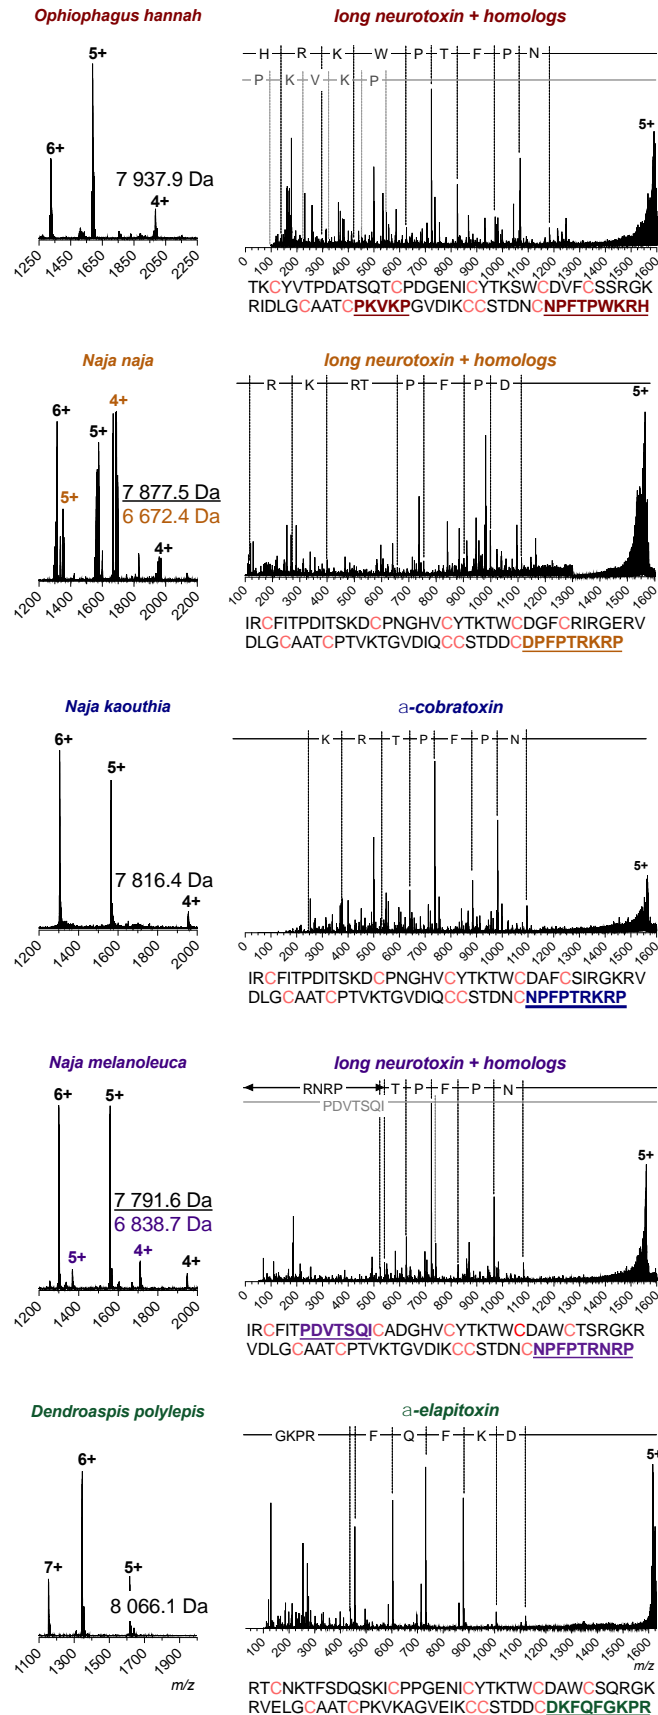 Ophiophagus hannah
long neurotoxin + homologs
5+
6+
7 937.9 Da
4+
1250 1450 1650 1850 2050 2250
H R K W P T F P N
P K V K P
5+
0 100 200 300 400 500 600 700 800 900 1000 1100 1200 1300 1400 1500 1600
TKCYVTPDATSQTCPDGENICYTKSWCDVFCSSRGK
RIDLGCAATCPKVKPGVDIKCCSTDNCNPFTPWKRH
Naja naja
long neurotoxin + homologs
6+
5+
5+
4+
7 877.5 Da
6 672.4 Da
4+
1200 1400 1600 1800 2000 2200
R K RT P F P D
5+
100 200 300 400 500 600 700 800 900 1000 1100 1200 1300 1400 1500 1600
IRCFITPDITSKDCPNGHVCYTKTWCDGFCRIRGERV
DLGCAATCPTVKTGVDIQCCSTDDCDPFPTRKRP
Naja kaouthia
a-cobratoxin
6+
5+
7 816.4 Da
4+
1200 1400 1600 1800 2000
K R T P F P N
5+
0 100 200 300 400 500 600 700 800 900 1000 1100 1200 1300 1400 1500 1600
IRCFITPDITSKDCPNGHVCYTKTWCDAFCSIRGKRV
DLGCAATCPTVKTGVDIQCCSTDNCNPFPTRKRP
Naja melanoleuca
long neurotoxin + homologs
6+
5+
7 791.6 Da
6 838.7 Da
5+
4+
4+
1200 1400 1600 1800 2000
RNRP T P F P N
PDVTSQI
5+
0 100 200 300 400 500 600 700 800 900 1000 1100 1200 1300 1400 1500 1600
IRCFITPDVTSQICADGHVCYTKTWCDAWCTSRGKR
VDLGCAATCPTVKTGVDIKCCSTDNCNPFPTRNRP
Dendroaspis polylepis
a-elapitoxin
6+
7+
5+
8 066.1 Da
1100 1300 1500 1700 1900
m/z
GKPR F Q F K D
5+
100 200 300 400 500 600 700 800 900 1000 1100 1200 1300 1400 1500 1600
m/z
RTCNKTFSDQSKICPPGENICYTKTWCDAWCSQRGK
RVELGCAATCPKVKAGVEIKCCSTDDCDKFQFGKPR